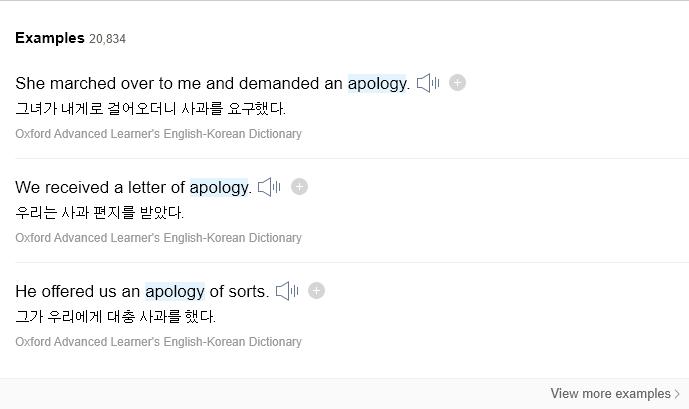 Examples 20,834
She marched over to me and demanded an apology.
그녀가 내게로 걸어오더니 사과를 요구했다.
Oxford Advanced Learner's English-Korean Dictionary
We received a letter of apology.
우리는 사과 편지를 받았다.
Oxford Advanced Learner's English-Korean Dictionary
He offered us an apology of sorts.
그가 우리에게 대충 사과를 했다.
Oxford Advanced Learner's English-Korean Dictionary
View more examples